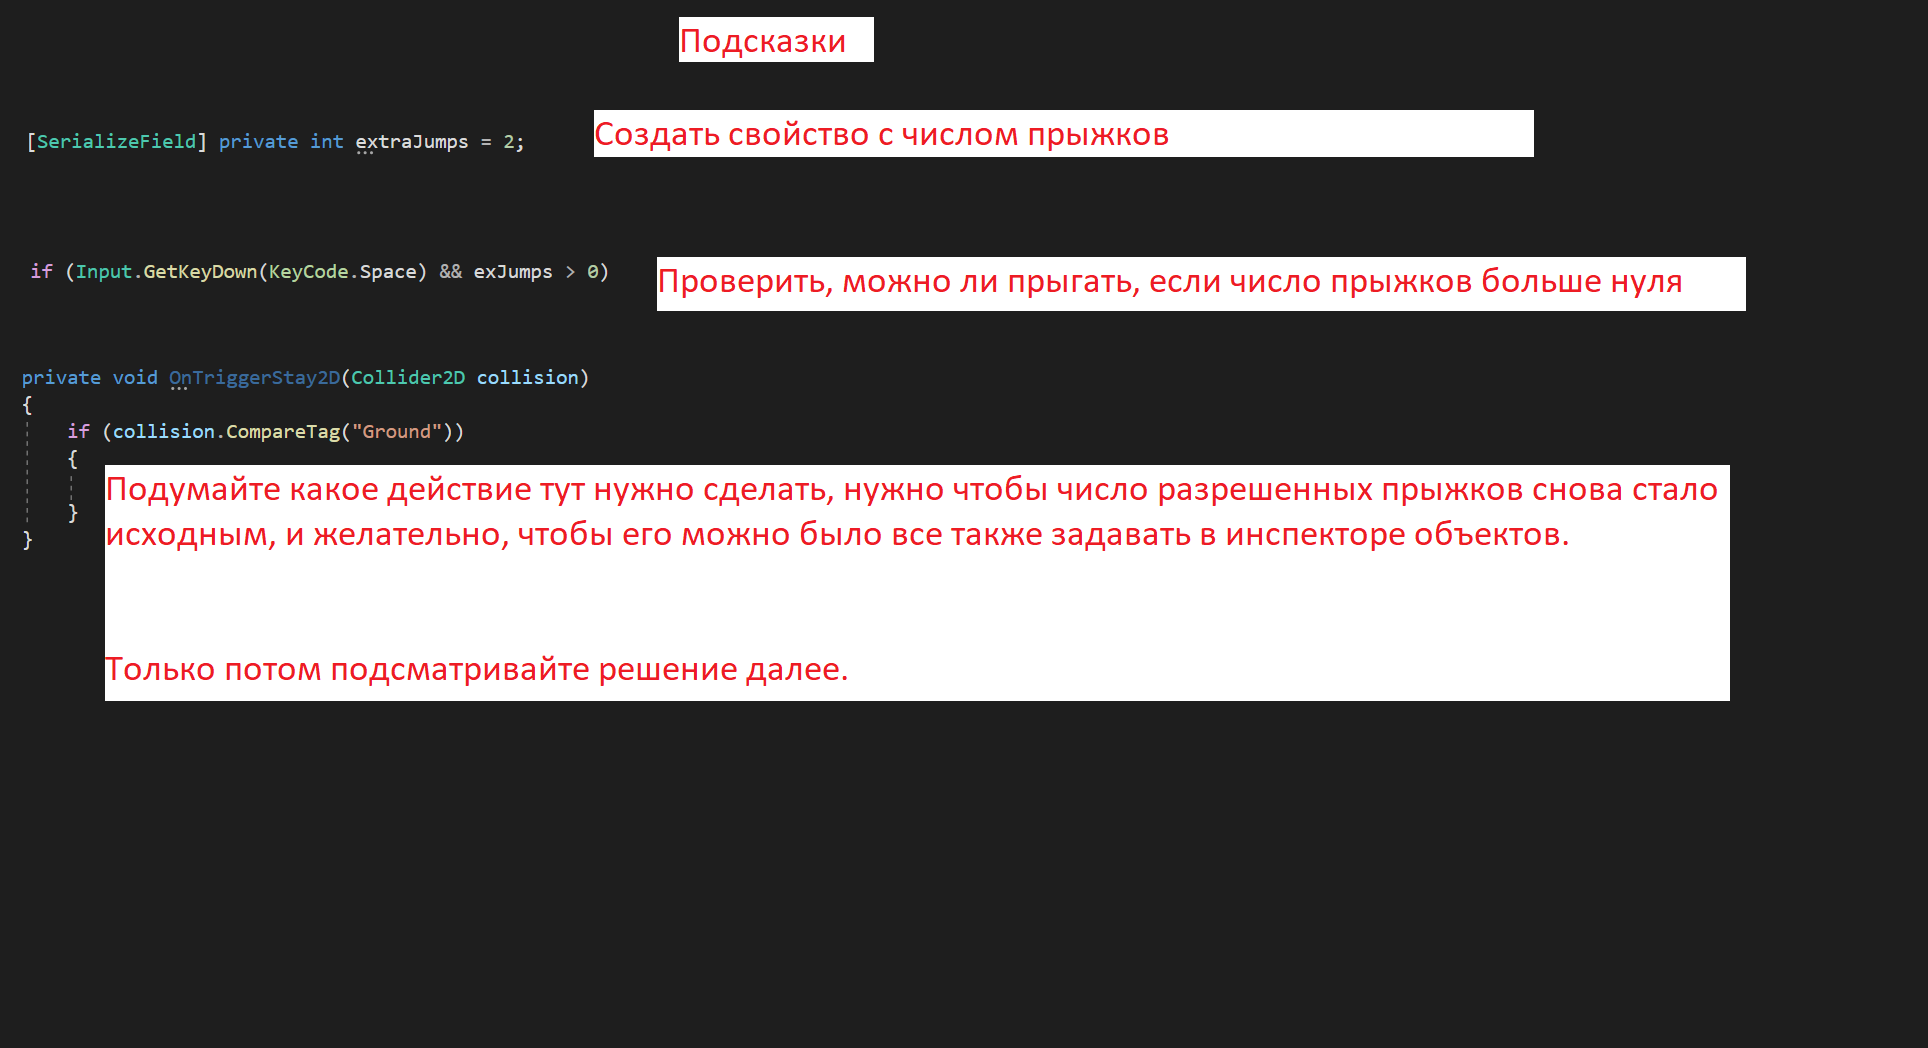 Подсказки
[SerializeField] private int extraJumps = 2;
Создать свойство с числом прыжков
if (Input.GetKeyDown(KeyCode.Space) && exJumps > 0)
Проверить, можно ли прыгать, если число прыжков больше нуля
private void OnTriggerStay2D(Collider2D collision)
{
if (collision.CompareTag("Ground"))
{
Подумайте какое действие тут нужно сделать, нужно чтобы число разрешенных прыжков снова стало
}
исходным, и желательно, чтобы его можно было все также задавать в инспекторе объектов.
}
Только потом подсматривайте решение далее.